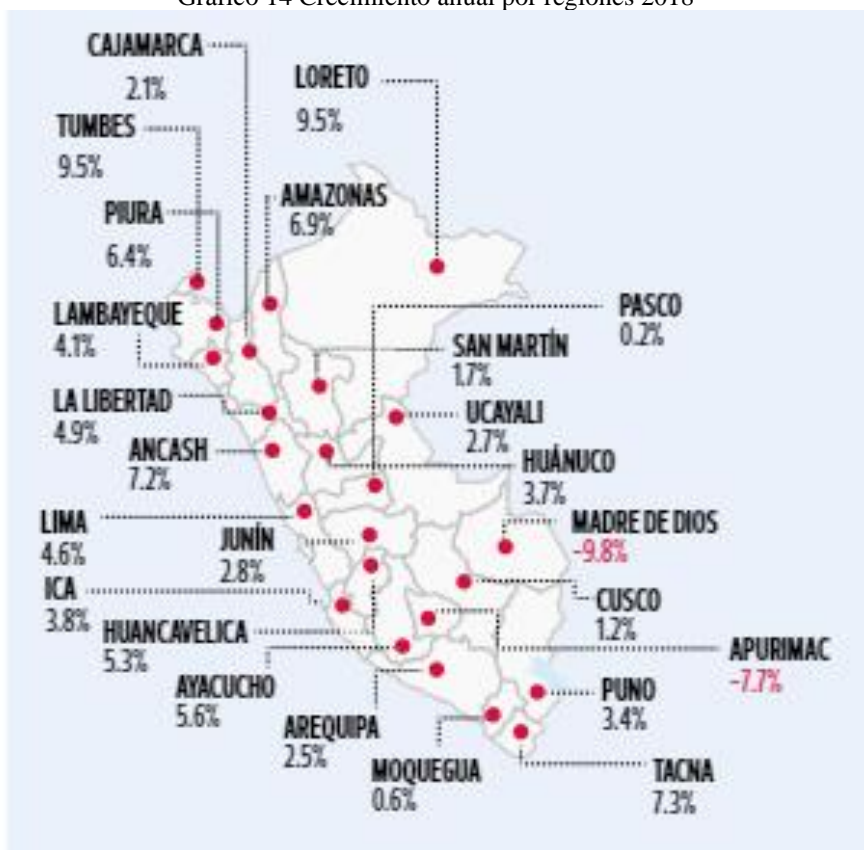 Gráfico 14 Crecimiento anual por regiones 2018
CAJAMARCA
2.1%
LORETO
9.5%
TUMBES
9.5%
AMAZONAS
6.9%
PIURA
6.4%
PASCO
0.2%
LAMBAYEQUE
4.1%
SAN MARTÍN
1.7%
LA LIBERTAD
4.9%
UCAYALI
2.7%
ANCASH
7.2%
HUÁNUCO
3.7%
LIMA
4.6%
JUNÍN
2.8%
MADRE DE DIOS
-9.8%
ICA
3.8%
CUSCO
1.2%
HUANCAVELICA
5.3%
APURIMAC
-7.7%
AYACUCHO
5.6%
PUNO
3.4%
AREQUIPA
2.5%
MOQUEGUA
0.6%
TACNA
7.3%